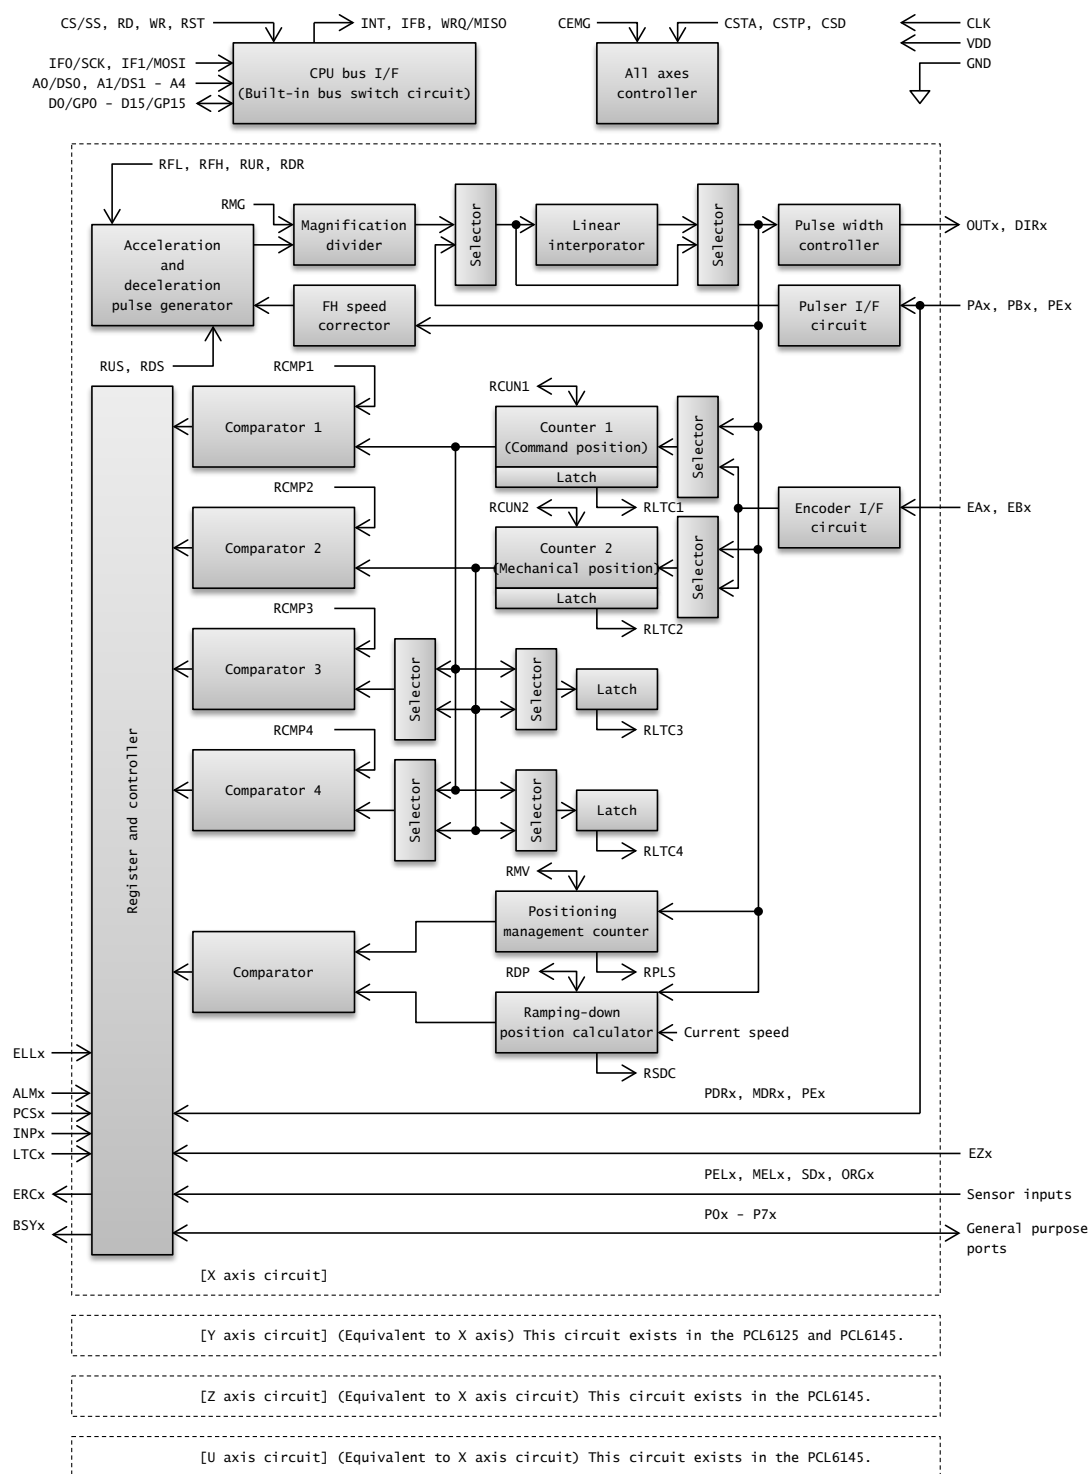 CS/SS, RD, WR, RST
INT, IFB, WRQ/MISO
CEMG
CSTA, CSTP, CSD
CLK
VDD
GND
IF0/SCK, IF1/MOSI
A0/DS0, A1/DS1 - A4
D0/GP0 - D15/GP15
CPU bus I/F
(Built-in bus switch circuit)
All axes
controller
RFL, RFH, RUR, RDR
RMG
Acceleration
and
deceleration
pulse generator
Magnification
divider
Selector
Linear
interporator
Selector
Pulse width
controller
OUTx, DIRx
FH speed
corrector
Pulser I/F
circuit
PAx, PBx, PEx
RUS, RDS
RCMP1
Comparator 1
RCUN1
Counter 1
(Command position)
Latch
RLTC1
Selector
RCMP2
Comparator 2
RCUN2
Counter 2
(Mechanical position)
Latch
RLTC2
Selector
Encoder I/F
circuit
EAx, EBx
RCMP3
Comparator 3
Selector
Selector
Latch
RLTC3
RCMP4
Comparator 4
Selector
Selector
Latch
RLTC4
Register and controller
RMV
Positioning
management counter
RPLS
Comparator
RDP
Ramping-down
position calculator
Current speed
RSDC
ELLx
ALMx
PCSx
INPx
LTCx
ERCx
BSYx
PDRx, MDRx, PEx
EZx
PELx, MELx, SDx, ORGx
Sensor inputs
P0x - P7x
General purpose
ports
[X axis circuit]
[Y axis circuit] (Equivalent to X axis) This circuit exists in the PCL6125 and PCL6145.
[Z axis circuit] (Equivalent to X axis circuit) This circuit exists in the PCL6145.
[U axis circuit] (Equivalent to X axis circuit) This circuit exists in the PCL6145.